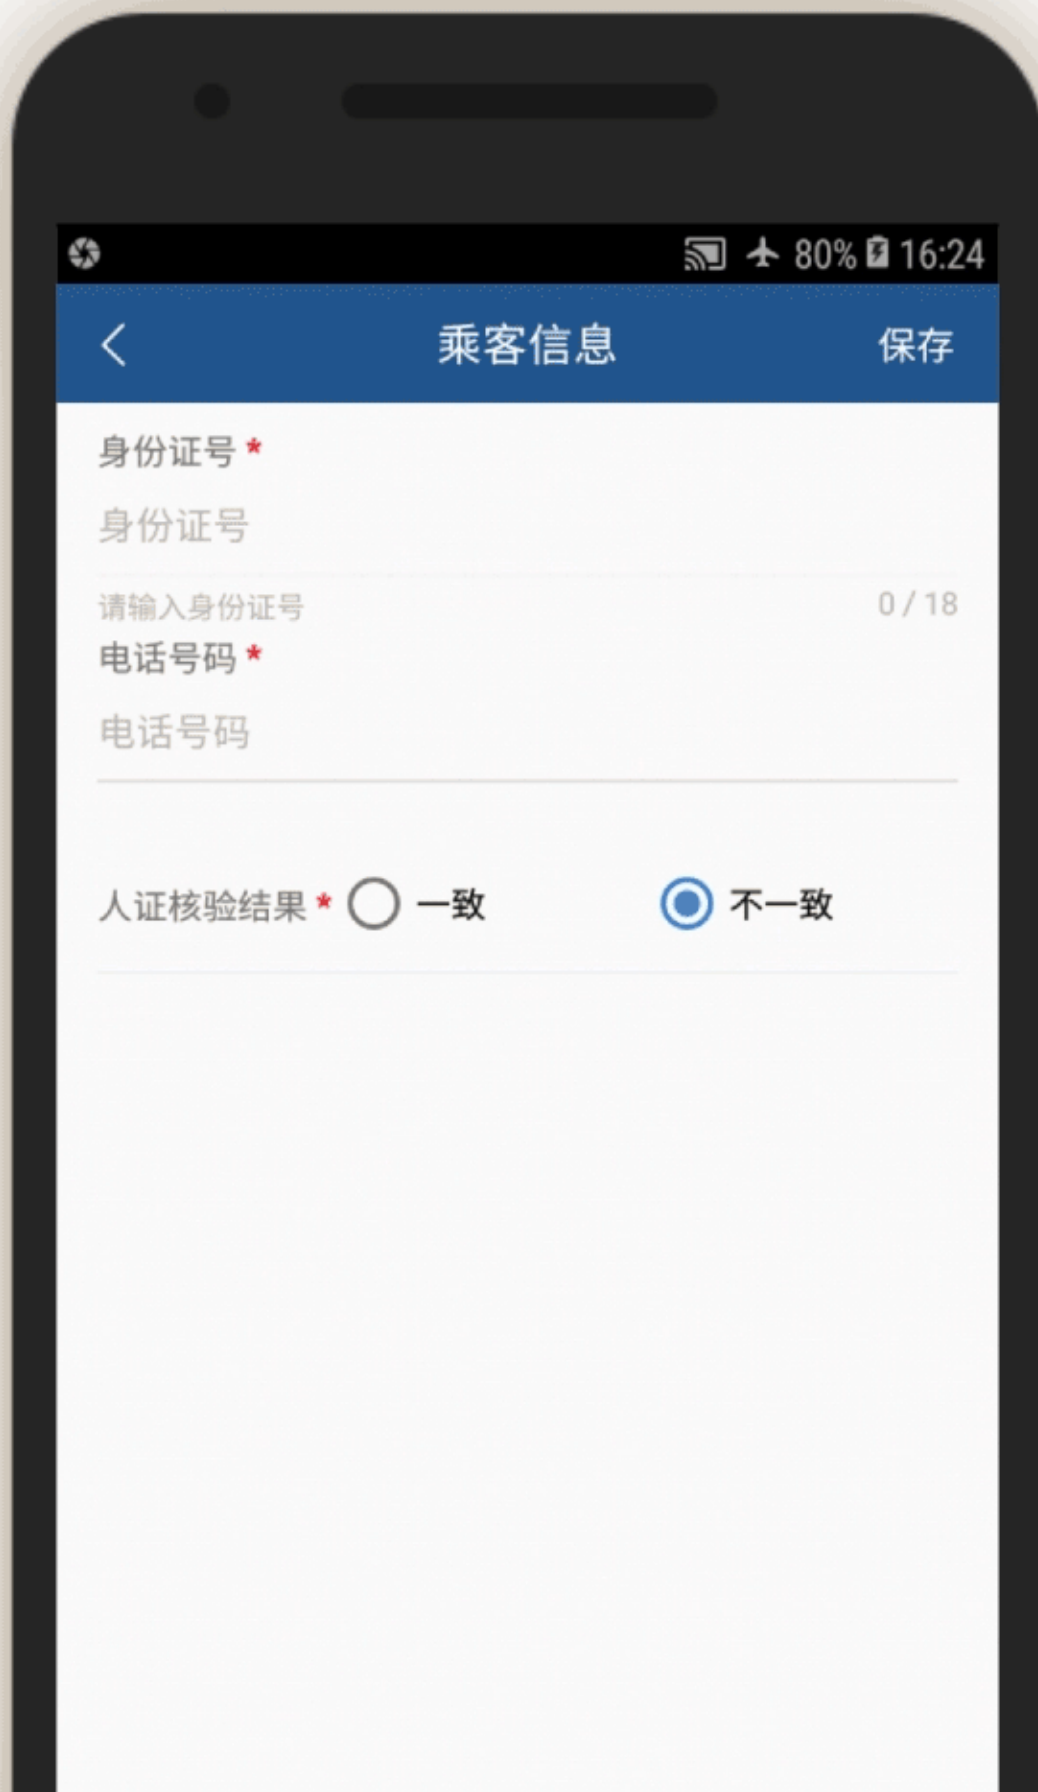 80% 16:24
乘客信息 保存
身份证号 *
身份证号
请输入身份证号 0 / 18
电话号码 *
电话号码
人证核验结果 * 一致 不一致